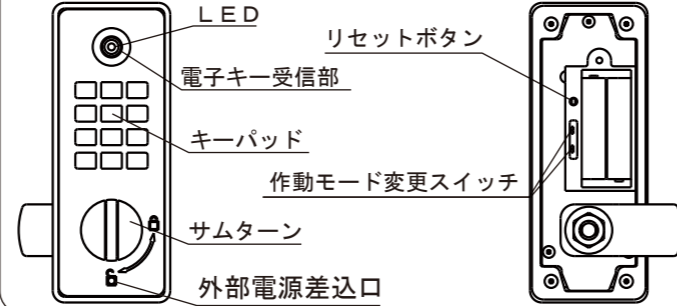 LED
電子キー受信部
キーパッド
サムターン
外部電源差込口
リセットボタン
作動モード変更スイッチ